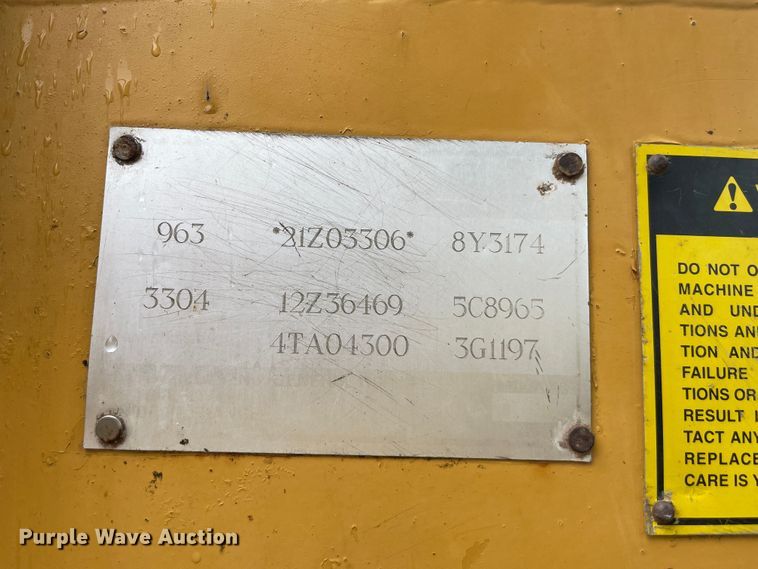 963 *21Z03306* 8Y3174
3304 12Z36469 5C8965
4TA04300 3G1197
DO NOT O
MACHINE
AND UND
TIONS AN
TION AND
FAILURE
TIONS OR
RESULT I
TACT ANY
REPLACE
CARE IS Y
Purple Wave Auction